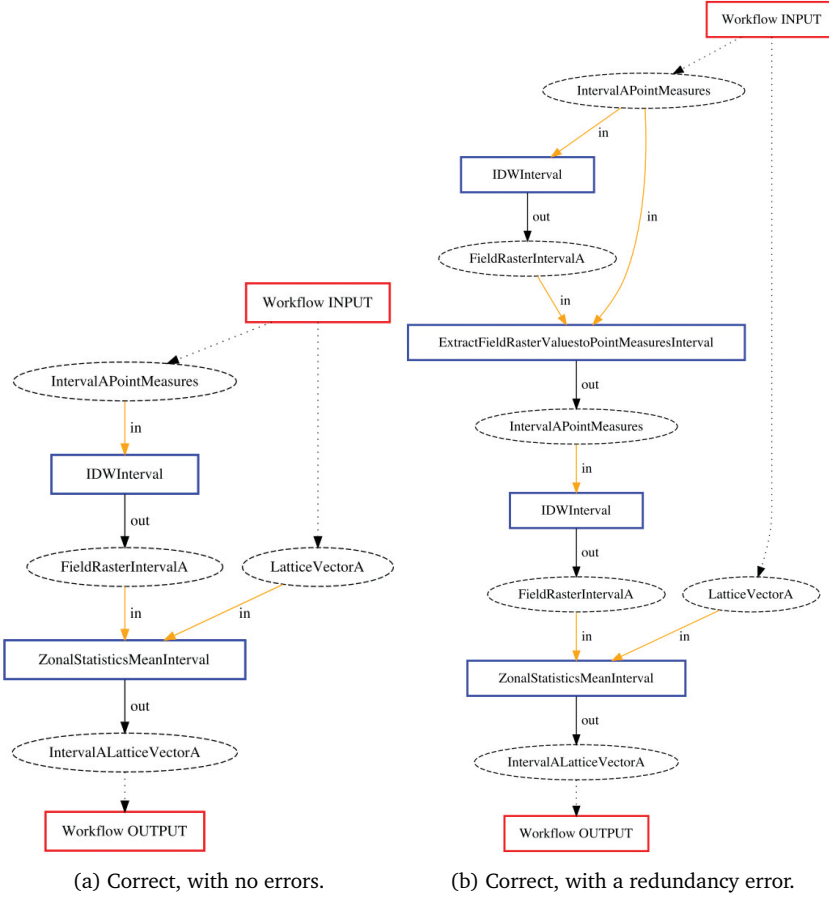 Workflow INPUT
IntervalAPointMeasures
in
IDWInterval
out
FieldRasterIntervalA
LatticeVectorA
in
in
ZonalStatisticsMeanInterval
out
IntervalALatticeVectorA
Workflow OUTPUT
(a) Correct, with no errors.
Workflow INPUT
IntervalAPointMeasures
in
IDWInterval
out
in
FieldRasterIntervalA
in
ExtractFieldRasterValuestoPointMeasuresInterval
out
IntervalAPointMeasures
in
IDWInterval
out
FieldRasterIntervalA
LatticeVectorA
in
in
ZonalStatisticsMeanInterval
out
IntervalALatticeVectorA
Workflow OUTPUT
(b) Correct, with a redundancy error.